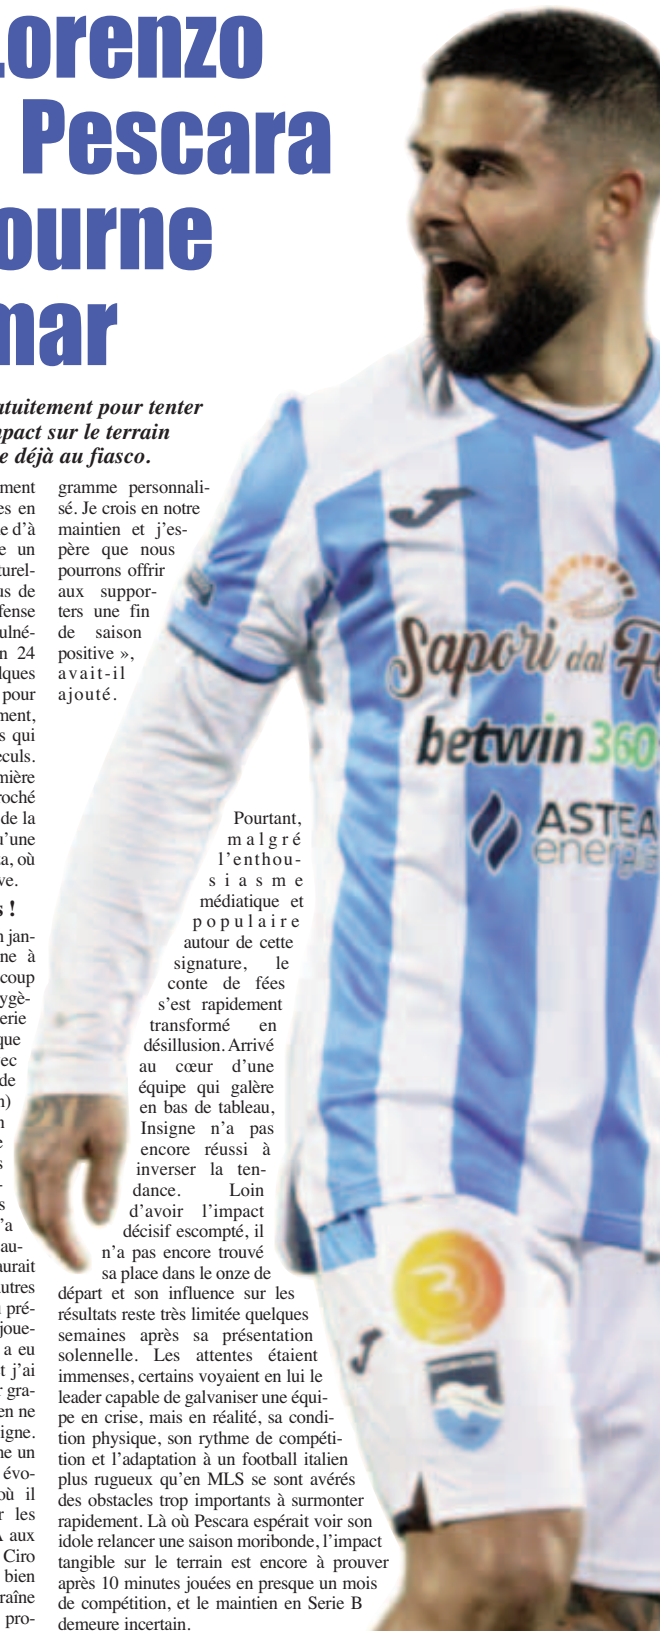 Lorenzo
Pescara
ourne
mar
atuitement pour tenter
mpact sur le terrain
e déjà au fiasco.
ment
es en
e d'à
e un
turel-
us de
fense
ulné-
n 24
lques
pour
ment,
s qui
eculs.
mière
roché
de la
u'une
a, où
ve.
s !
n jan-
ne à
coup
ygè-
erie
que
ec
de
n)
n
e
s
-
s
'a
au-
aurait
utres
pré-
joue-
a eu
t j'ai
r gra-
en ne
igne.
ne un
évo-
où il
r les
A aux
Ciro
bien
raîne
pro-
gramme personnali-
sé. Je crois en notre
maintien et j'es-
père que nous
pourrons offrir
aux suppor-
ters une fin
de saison
positive »,
avait-il
ajouté.
Pourtant,
malgré
l'enthou-
siasme
médiatique et
populaire
autour de cette
signature, le
conte de fées
s'est rapidement
transformé en
désillusion. Arrivé
au cœur d'une
équipe qui galère
en bas de tableau,
Insigne n'a pas
encore réussi à
inverser la ten-
dance. Loin
d'avoir l'impact
décisif escompté, il
n'a pas encore trouvé
sa place dans le onze de
départ et son influence sur les
résultats reste très limitée quelques
semaines après sa présentation
solennelle. Les attentes étaient
immenses, certains voyaient en lui le
leader capable de galvaniser une équi-
pe en crise, mais en réalité, sa condi-
tion physique, son rythme de compéti-
tion et l'adaptation à un football italien
plus rugueux qu'en MLS se sont avérés
des obstacles trop importants à surmonter
rapidement. Là où Pescara espérait voir son
idole relancer une saison moribonde, l'impact
tangible sur le terrain est encore à prouver
après 10 minutes jouées en presque un mois
de compétition, et le maintien en Serie B
demeure incertain.
Sapori dal F
betwin360
ASTEA
energia